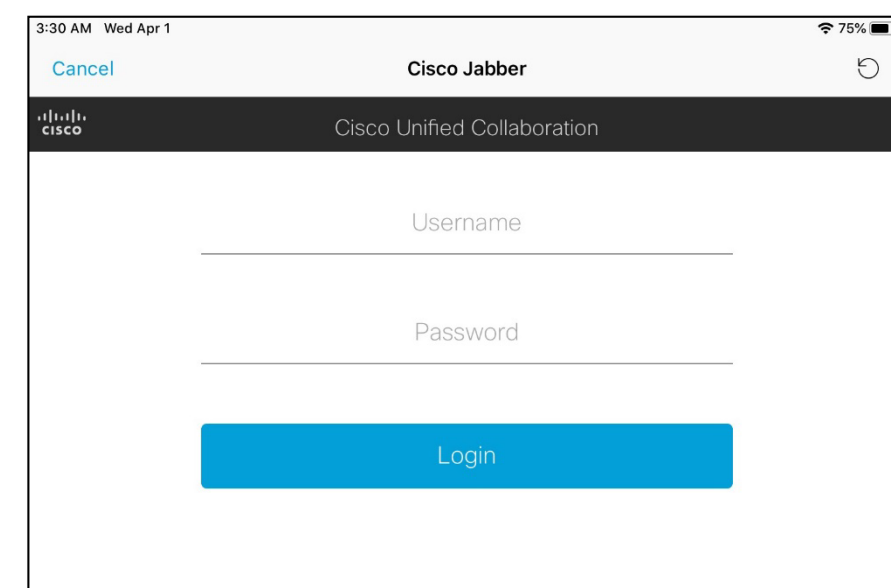 3:30 AM Wed Apr 1 75%
Cancel Cisco Jabber
CISCO Cisco Unified Collaboration
Username
Password
Login